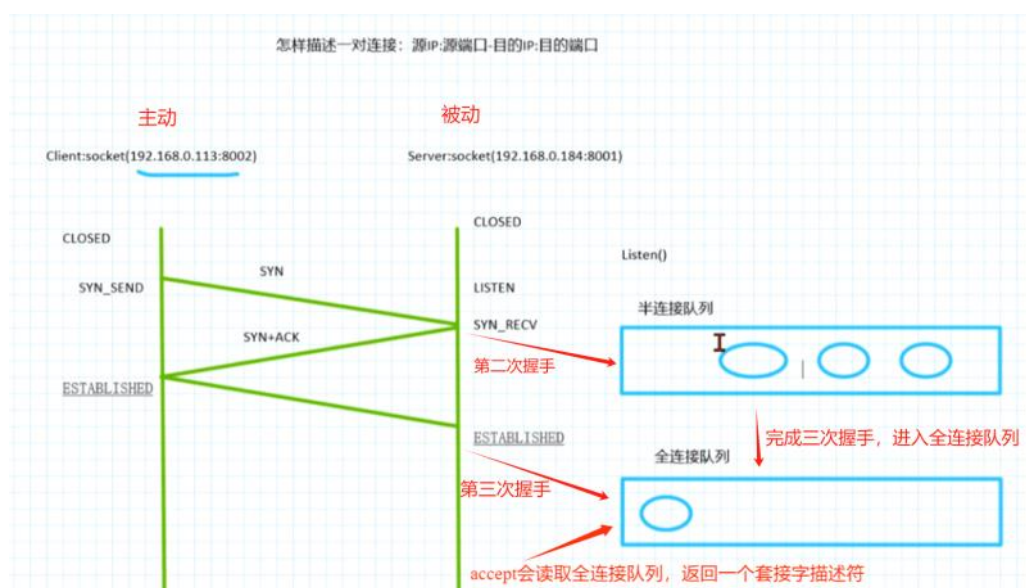 怎样描述一对连接：源IP:源端口-目的IP:目的端口
主动
被动
Client:socket(192.168.0.113:8002)
Server:socket(192.168.0.184:8001)
CLOSED
CLOSED
Listen()
SYN
SYN_SEND
LISTEN
半连接队列
SYN_RECV
SYN+ACK
第二次握手
ESTABLISHED
ESTABLISHED
完成三次握手，进入全连接队列
全连接队列
第三次握手
accept会读取全连接队列，返回一个套接字描述符